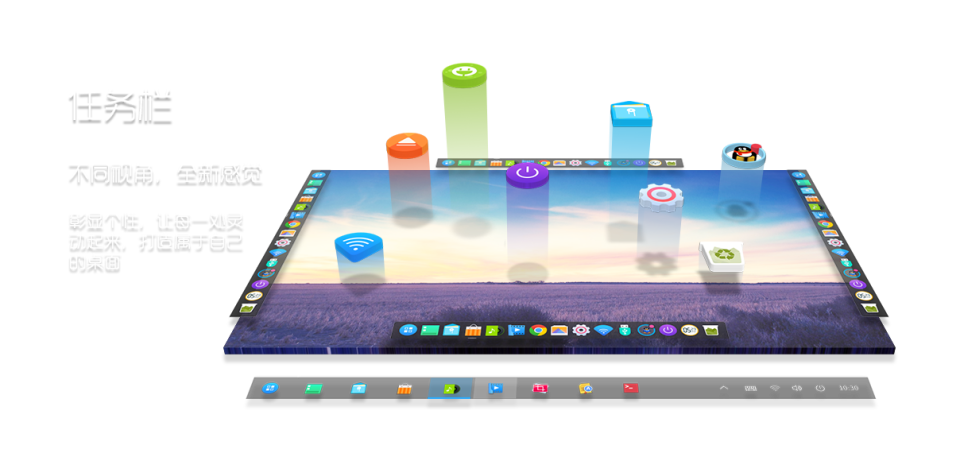 任务栏
不同视角，全新感觉
彰显个性，让每一处灵
动起来，打造属于自己
的桌面